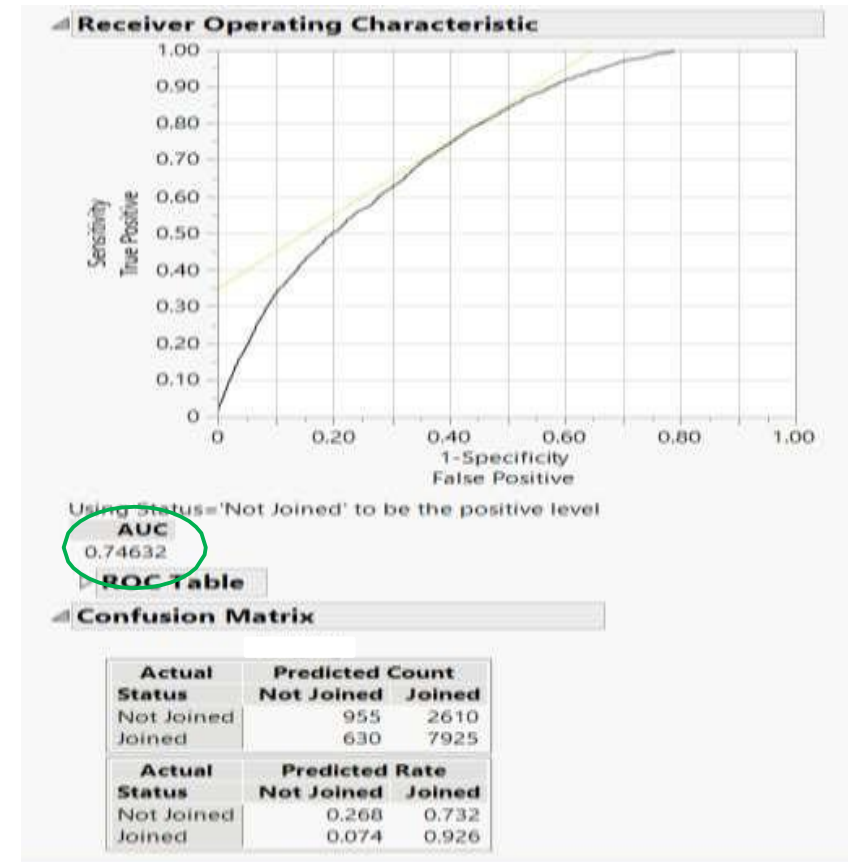 Receiver Operating Characteristic
1.00
0.90
0.80
0.70
0.60
0.50
0.40
0.30
0.20
0.10
0
Sensitivity
True Positive
0 0.20 0.40 0.60 0.80 1.00
1-Specificity
False Positive
Using Status='Not Joined' to be the positive level
AUC
0.74632
ROC Table
Confusion Matrix
Actual Predicted Count
Status Not Joined Joined
Not Joined 955 2610
Joined 630 7925
Actual Predicted Rate
Status Not Joined Joined
Not Joined 0.268 0.732
Joined 0.074 0.926